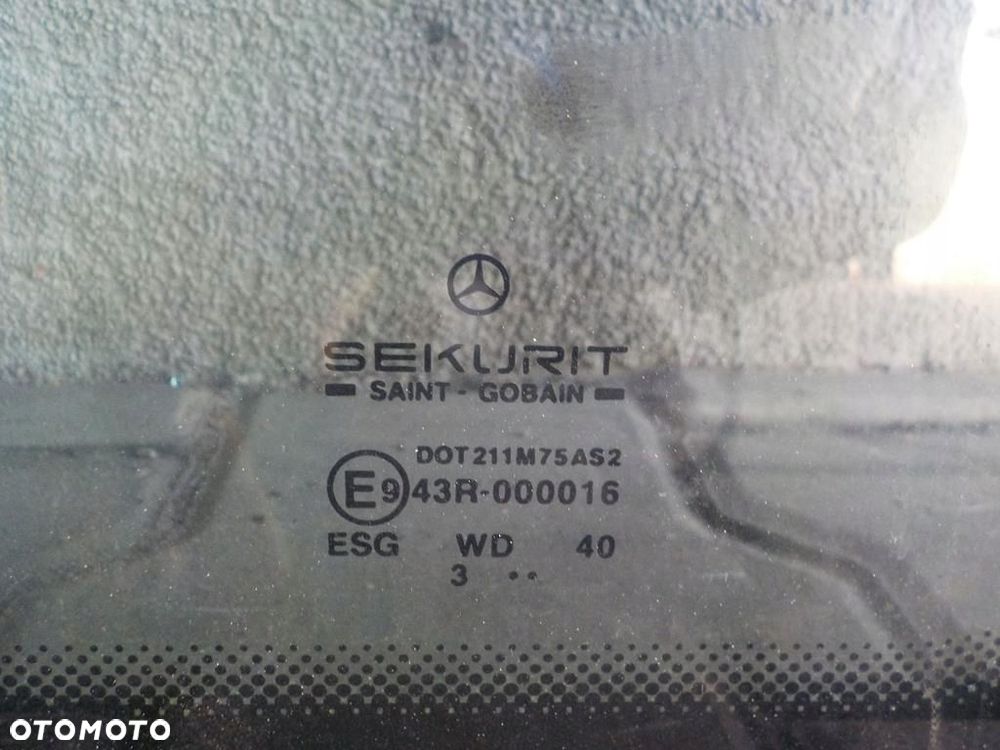 SEKURIT
SAINT - GOBAIN
DOT211M75AS2
E9 43R-000016
ESG WD 40
3 ..
OTOMOTO